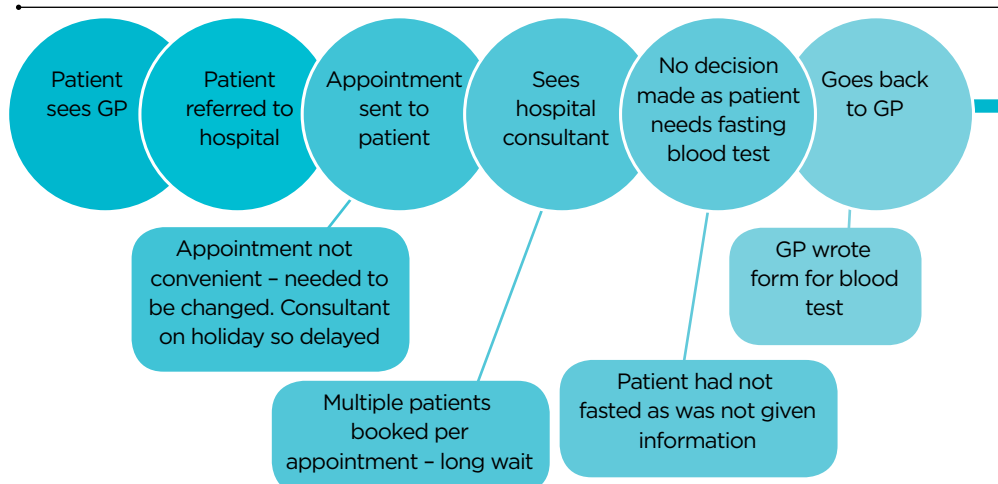 Patient
sees GP
Patient
referred to
hospital
Appointment
sent to
patient
Sees
hospital
consultant
No decision
made as patient
needs fasting
blood test
Goes back
to GP
Appointment not
convenient – needed to
be changed. Consultant
on holiday so delayed
Multiple patients
booked per
appointment – long wait
Patient had not
fasted as was not given
information
GP wrote
form for blood
test